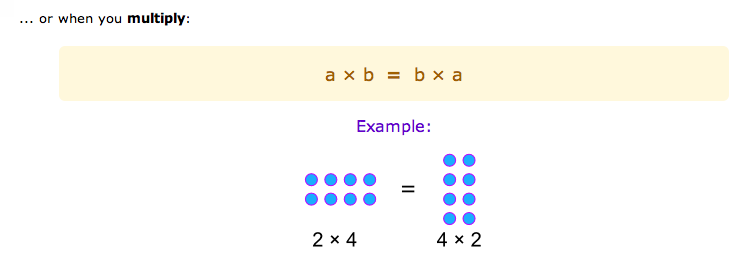 ... or when you multiply:
a × b = b × a
Example:
=
2 × 4
4 × 2